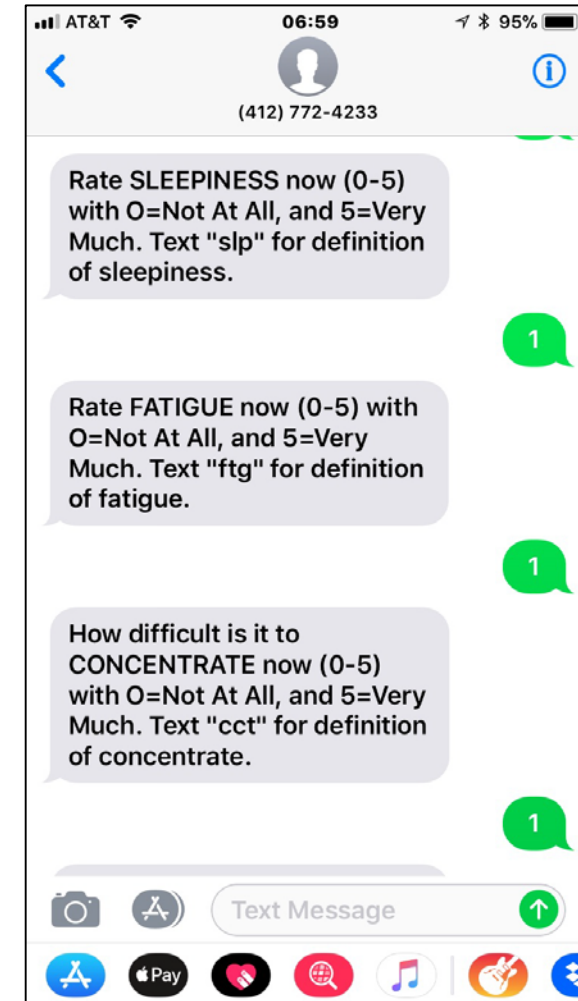 AT&T
06:59
95%
(412) 772-4233
Rate SLEEPINESS now (0-5)
with O=Not At All, and 5=Very
Much. Text "slp" for definition
of sleepiness.
1
Rate FATIGUE now (0-5) with
O=Not At All, and 5=Very
Much. Text "ftg" for definition
of fatigue.
1
How difficult is it to
CONCENTRATE now (0-5)
with O=Not At All, and 5=Very
Much. Text "cct" for definition
of concentrate.
1
Text Message
Pay